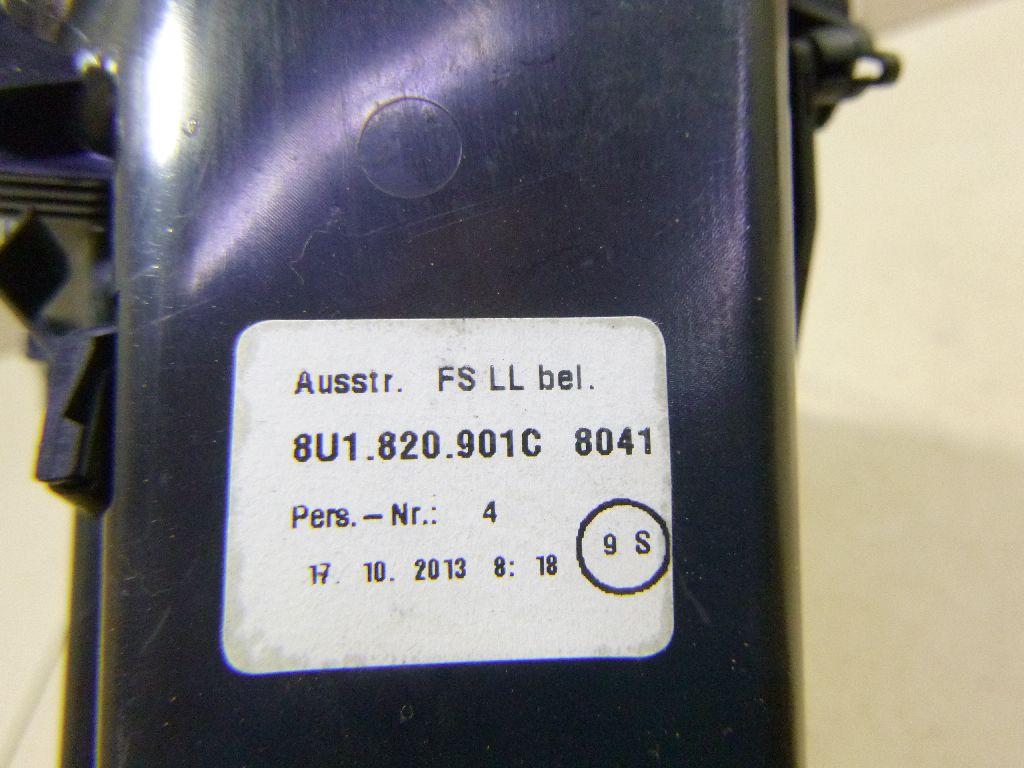 Ausstr. FS LL bel.
8U1.820.901C 8041
Pers.-Nr.: 4
9 S
17. 10. 2013 8: 18